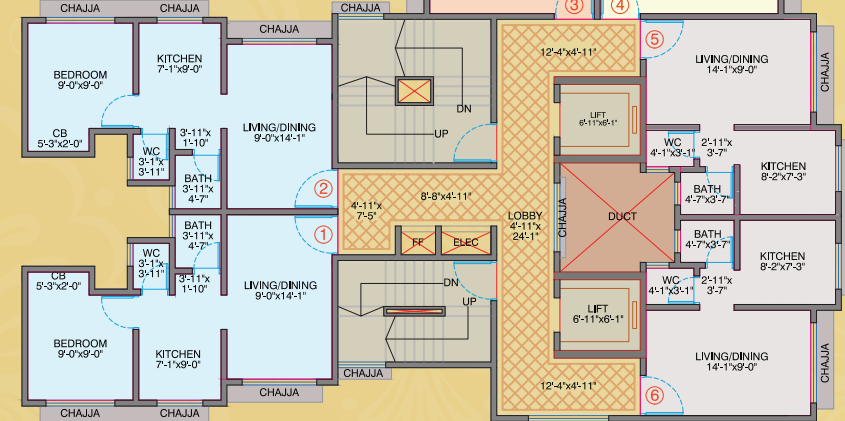 CHAJJA
CHAJJA
CHAJJA
CHAJJA
3
4
BEDROOM
9'-0"x9'-0"
CB
5'-3"x2'-0"
KITCHEN
7'-1"x9'-0"
WC
3'-1"x
3'-11"
3'-11"x
1'-10"
BATH
3'-11"x
4'-7"
LIVING/DINING
9'-0"x14'-1"
2
DN
UP
12'-4"x4'-11"
5
LIFT
6'-11"x6'-1"
LIVING/DINING
14'-1"x9'-0"
CHAJJA
WC
4'-1"x3'-1"
2'-11"x
3'-7"
BATH
4'-7"x3'-7"
KITCHEN
8'-2"x7'-3"
4'-11"x
7'-5"
8'-8"x4'-11"
LOBBY
4'-11"x
24'-1"
CHAJJA
DUCT
FF
ELEC
1
BATH
3'-11"x
4'-7"
WC
3'-1"x
3'-11"
3'-11"x
1'-10"
CB
5'-3"x2'-0"
BEDROOM
9'-0"x9'-0"
KITCHEN
7'-1"x9'-0"
LIVING/DINING
9'-0"x14'-1"
DN
UP
LIFT
6'-11"x6'-1"
BATH
4'-7"x3'-7"
WC
4'-1"x3'-1"
2'-11"x
3'-7"
KITCHEN
8'-2"x7'-3"
LIVING/DINING
14'-1"x9'-0"
CHAJJA
12'-4"x4'-11"
6
CHAJJA
CHAJJA
CHAJJA
CHAJJA